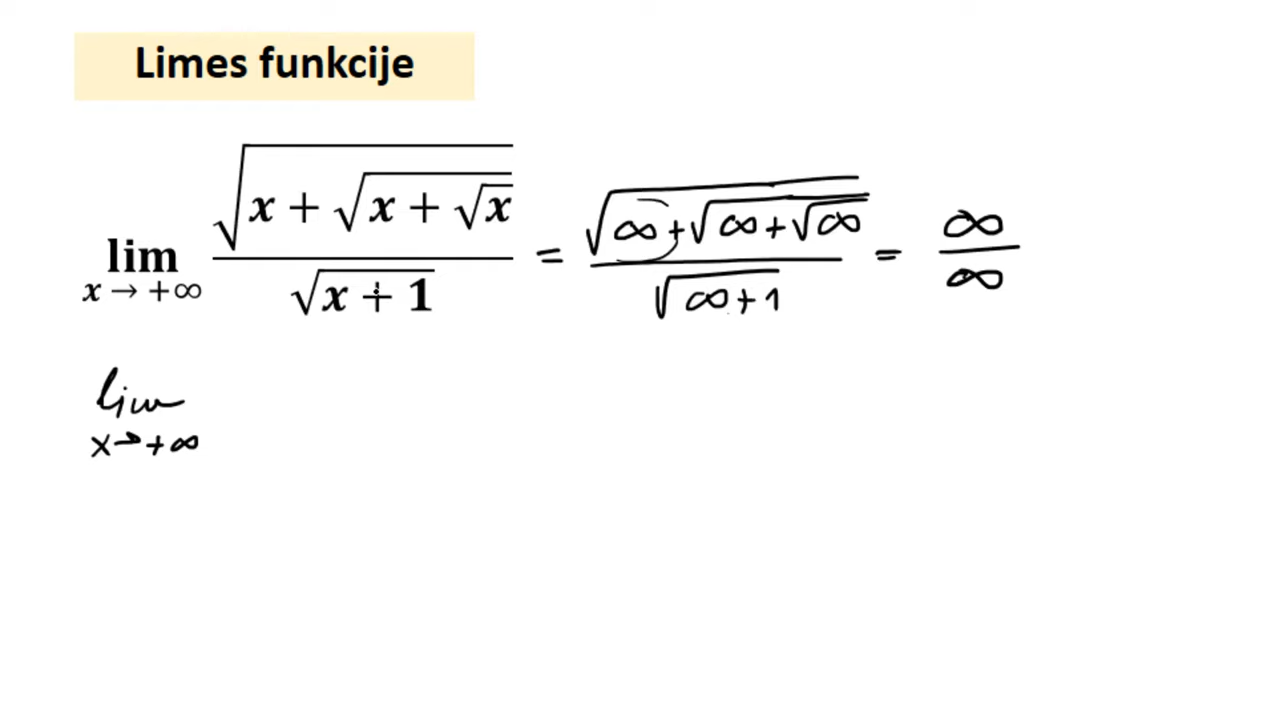 Limes funkcije
lim x → +∞ √(x + √(x + √x)) / √(x + 1) = √(∞ + √(∞ + √∞)) / √(∞ + 1) = ∞ / ∞
lim x → +∞